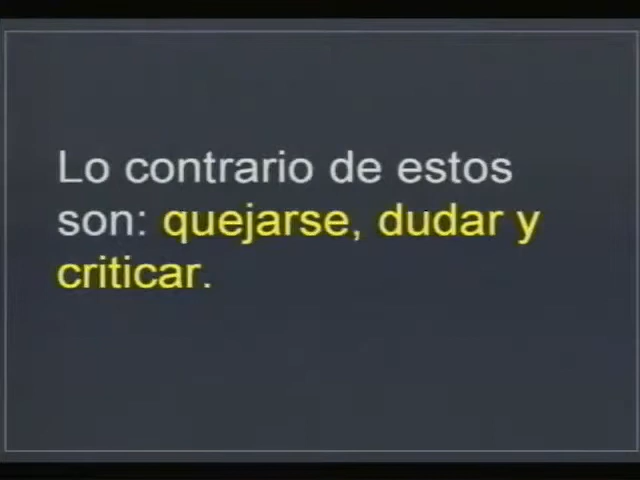 Lo contrario de estos
son: quejarse, dudar y
criticar.